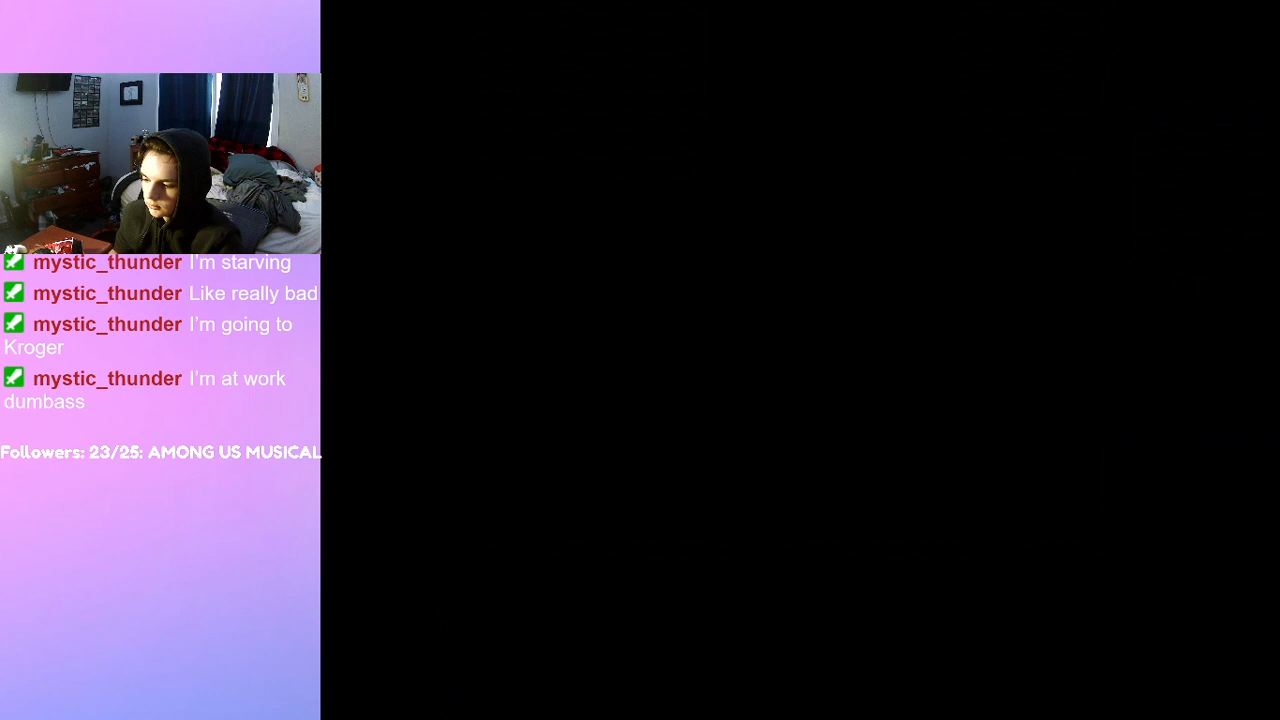 mystic_thunder I'm starving
mystic_thunder Like really bad
mystic_thunder I'm going to
Kroger
mystic_thunder I'm at work
dumbass
Followers: 23/25: AMONG US MUSICAL